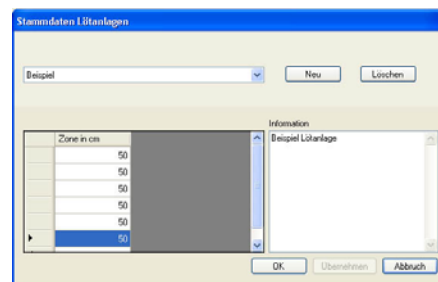 Stammdaten Lötanlagen
Beispiel
Neu
Löschen
Information
Zone in cm
Beispiel Lötanlage
50
50
50
50
50
50
OK
Übernehmen
Abbruch